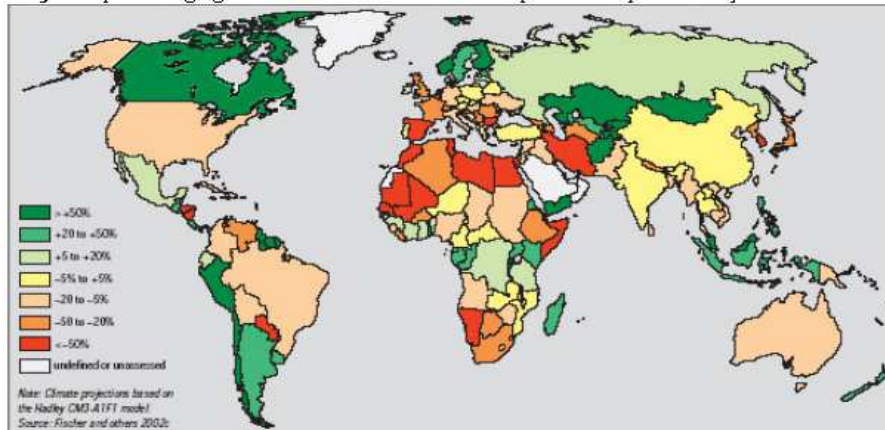 > +50%
+20 to +50%
+5 to +20%
–5% to +5%
–20 to –5%
–50 to –20%
<–50%
undefined or unassessed
Note: Climate projections based on
the Hadley CM3-A1F1 model
Source: Fischer and others 2002c